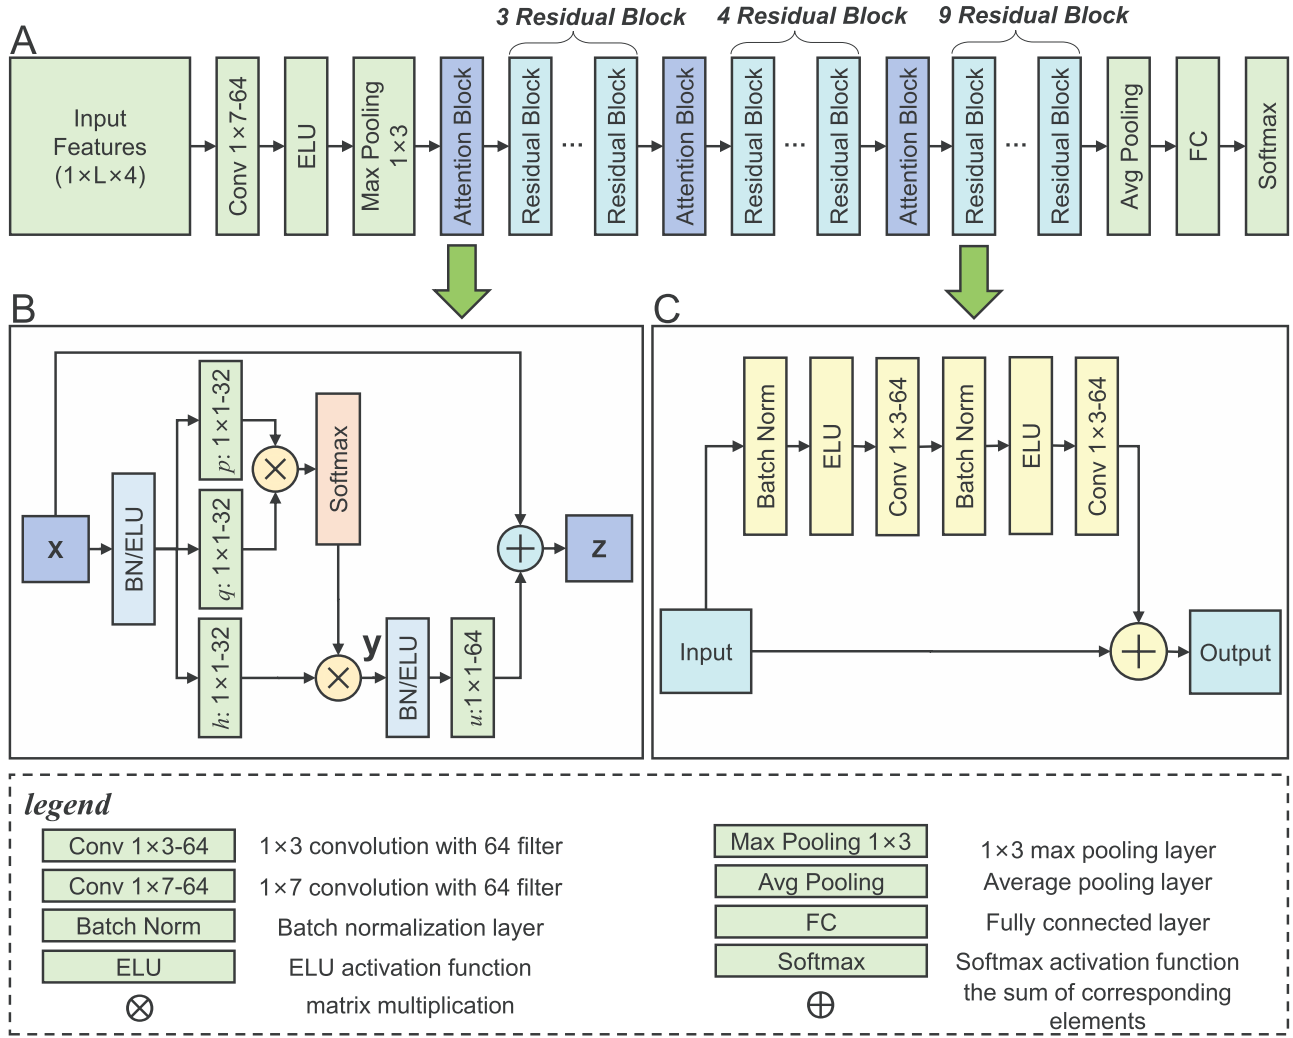 A
3 Residual Block
4 Residual Block
9 Residual Block
Input
Features
(1×L×4)
Conv 1×7-64
ELU
Max Pooling
1×3
Attention Block
Residual Block
...
Residual Block
Attention Block
Residual Block
...
Residual Block
Attention Block
Residual Block
...
Residual Block
Avg Pooling
FC
Softmax
B
x
BN/ELU
p: 1×1-32
q: 1×1-32
h: 1×1-32
Softmax
y
BN/ELU
u:1×1-64
z
C
Batch Norm
ELU
Conv 1×3-64
Batch Norm
ELU
Conv 1×3-64
Input
Output
legend
Conv 1×3-64
1×3 convolution with 64 filter
Conv 1×7-64
1×7 convolution with 64 filter
Batch Norm
Batch normalization layer
ELU
ELU activation function
⊗
matrix multiplication
Max Pooling 1×3
1×3 max pooling layer
Avg Pooling
Average pooling layer
FC
Fully connected layer
Softmax
Softmax activation function
⊕
the sum of corresponding
elements